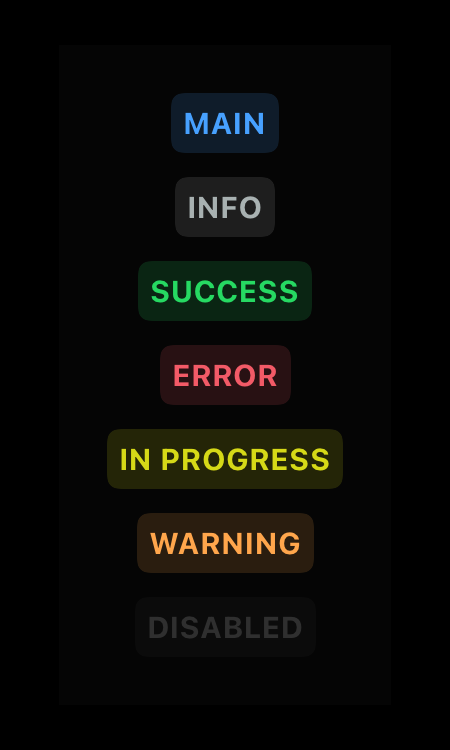 MAIN
INFO
SUCCESS
ERROR
IN PROGRESS
WARNING
DISABLED